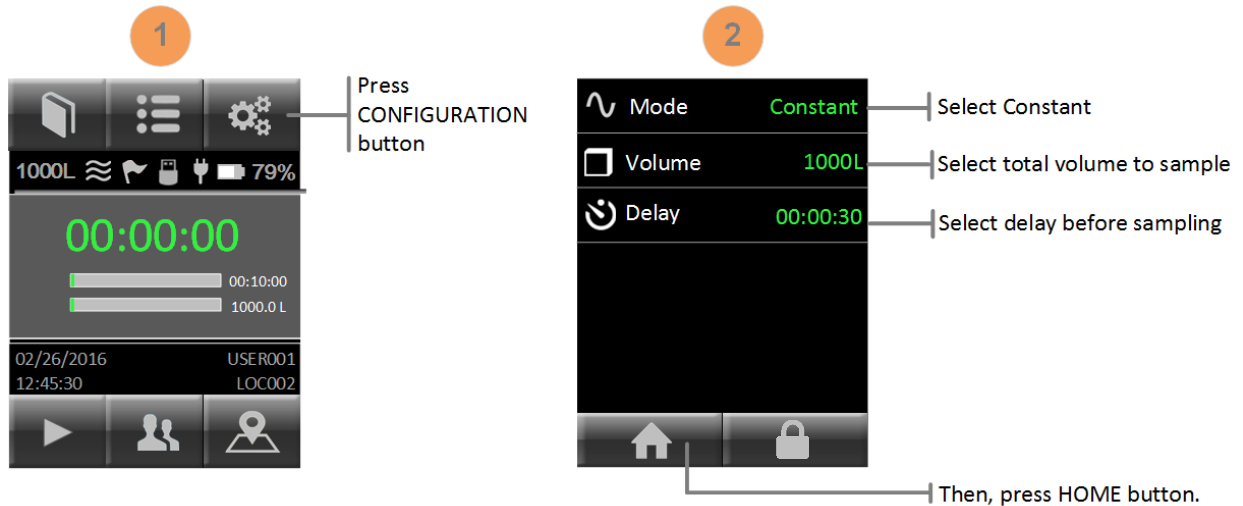 1
Press
CONFIGURATION
button
1000L 79%
00:00:00
00:10:00
1000.0 L
02/26/2016 USER001
12:45:30 LOC002
2
Mode Constant
Select Constant
Volume 1000L
Select total volume to sample
Delay 00:00:30
Select delay before sampling
Then, press HOME button.